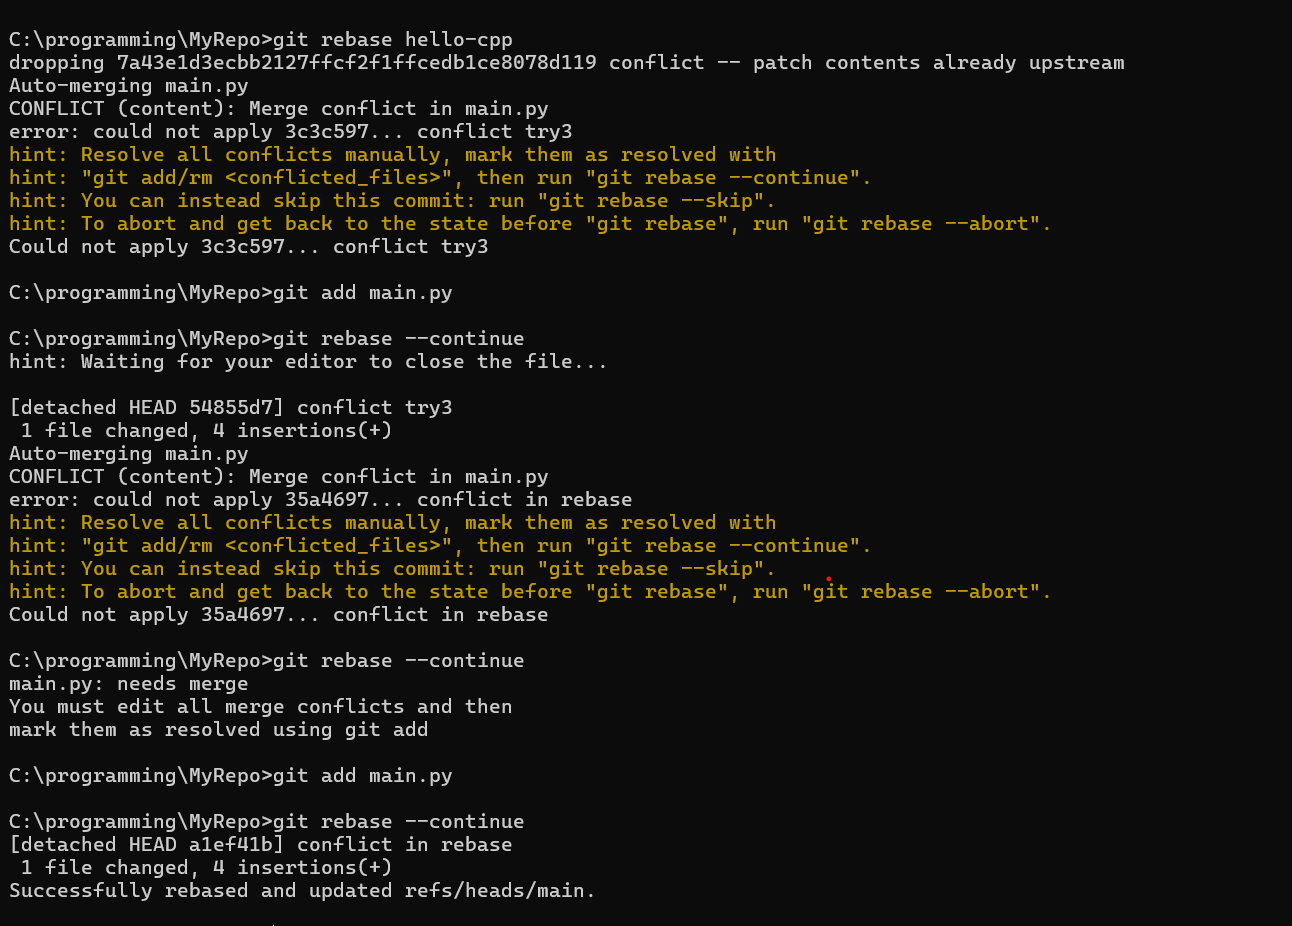 C:\programming\MyRepo>git rebase hello-cpp
dropping 7a43e1d3ecbb2127ffcf2f1ffcedb1ce8078d119 conflict -- patch contents already upstream
Auto-merging main.py
CONFLICT (content): Merge conflict in main.py
error: could not apply 3c3c597... conflict try3
hint: Resolve all conflicts manually, mark them as resolved with
hint: "git add/rm <conflicted_files>", then run "git rebase --continue".
hint: You can instead skip this commit: run "git rebase --skip".
hint: To abort and get back to the state before "git rebase", run "git rebase --abort".
Could not apply 3c3c597... conflict try3
C:\programming\MyRepo>git add main.py
C:\programming\MyRepo>git rebase --continue
hint: Waiting for your editor to close the file...
[detached HEAD 54855d7] conflict try3
 1 file changed, 4 insertions(+)
Auto-merging main.py
CONFLICT (content): Merge conflict in main.py
error: could not apply 35a4697... conflict in rebase
hint: Resolve all conflicts manually, mark them as resolved with
hint: "git add/rm <conflicted_files>", then run "git rebase --continue".
hint: You can instead skip this commit: run "git rebase --skip".
hint: To abort and get back to the state before "git rebase", run "git rebase --abort".
Could not apply 35a4697... conflict in rebase
C:\programming\MyRepo>git rebase --continue
main.py: needs merge
You must edit all merge conflicts and then
mark them as resolved using git add
C:\programming\MyRepo>git add main.py
C:\programming\MyRepo>git rebase --continue
[detached HEAD a1ef41b] conflict in rebase
 1 file changed, 4 insertions(+)
Successfully rebased and updated refs/heads/main.